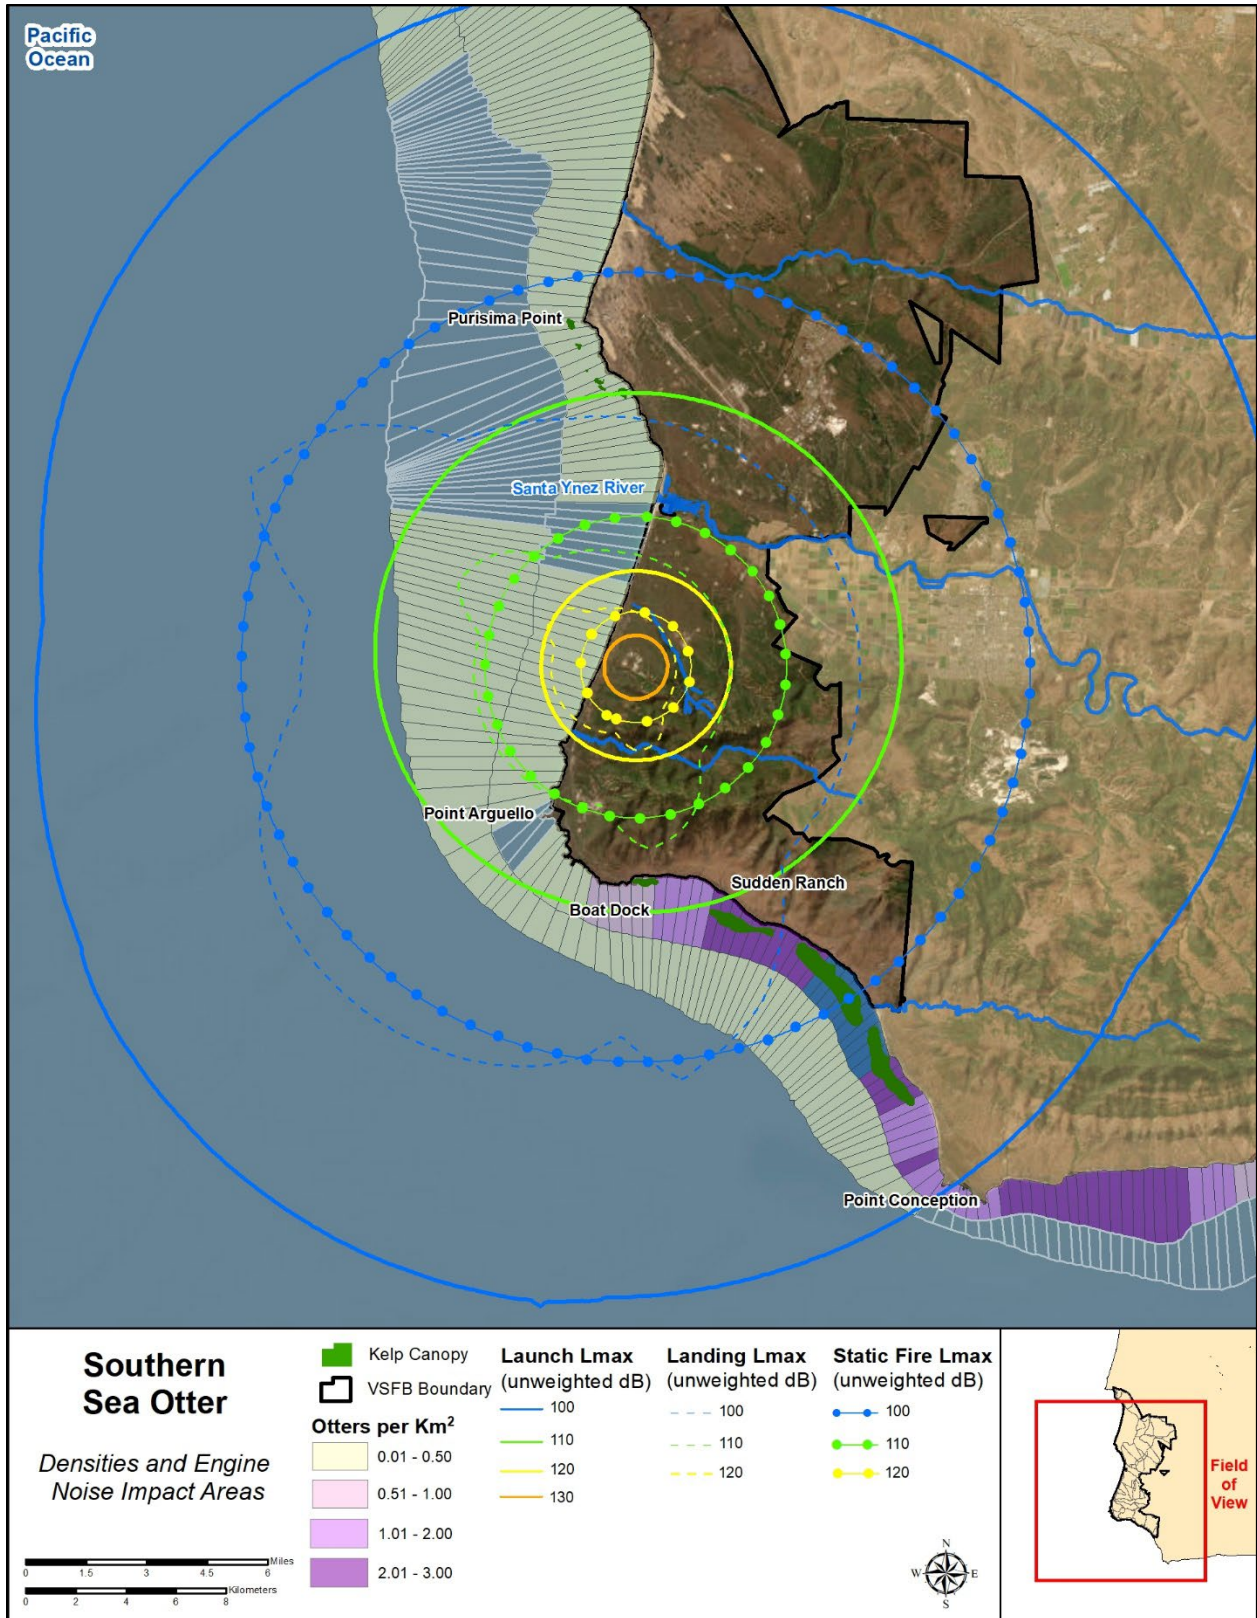 Pacific
Ocean
Purisima Point
Santa Ynez River
Point Arguello
Sudden Ranch
Boat Dock
Point Conception
Southern
Sea Otter
Densities and Engine
Noise Impact Areas
0 1.5 3 4.5 6 Miles
0 2 4 6 8 Kilometers
Kelp Canopy
VSFB Boundary
Otters per Km²
0.01 - 0.50
0.51 - 1.00
1.01 - 2.00
2.01 - 3.00
Launch Lmax
(unweighted dB)
100
110
120
130
Landing Lmax
(unweighted dB)
100
110
120
Static Fire Lmax
(unweighted dB)
100
110
120
N
W E
S
Field
of
View